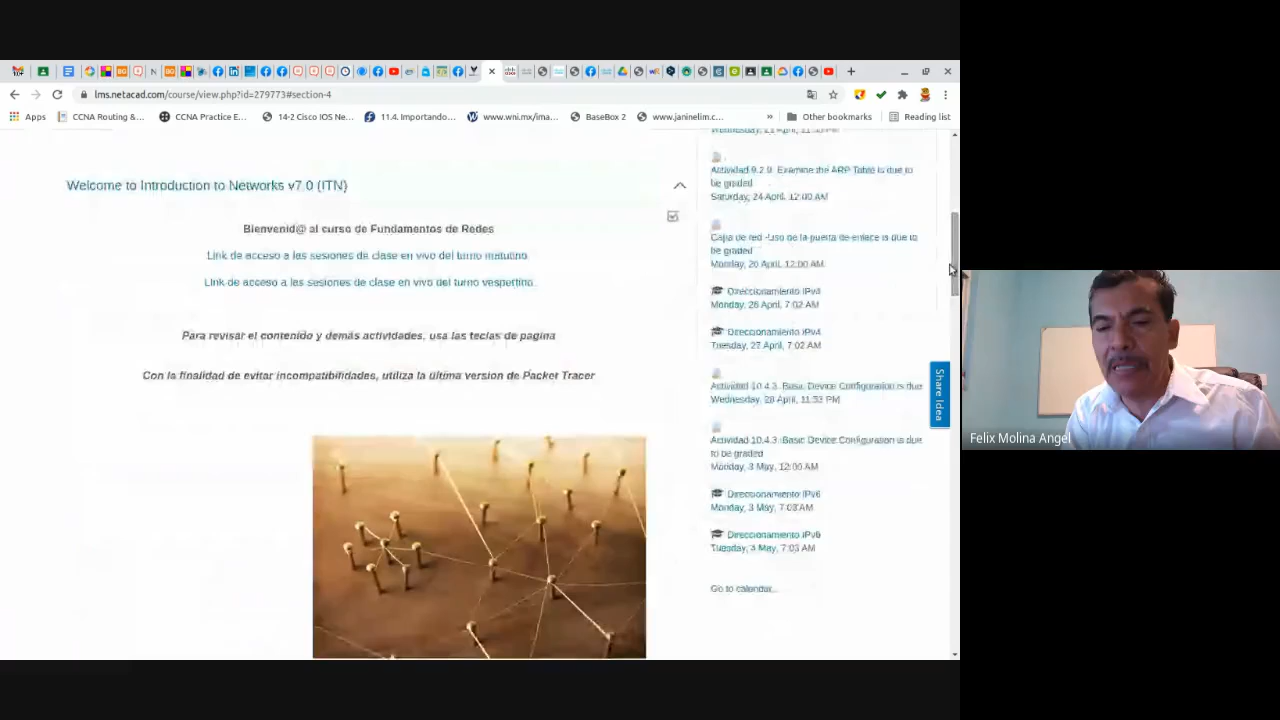 lms.netacad.com/course/view.php?id=279773#section-4
Apps
CCNA Routing &...
CCNA Practice E...
14-2 Cisco IOS Ne...
11.4. Importando...
www.wni.mx/ima...
BaseBox 2
www.janinelim.c...
»
Other bookmarks
Reading list
Welcome to Introduction to Networks v7.0 (ITN)
Bienvenid@ al curso de Fundamentos de Redes
Link de acceso a las sesiones de clase en vivo del turno matutino
Link de acceso a las sesiones de clase en vivo del turno vespertino.
Para revisar el contenido y demás actividades, usa las teclas de pagina
Con la finalidad de evitar incompatibilidades, utiliza la última version de Packet Tracer
Actividad 9.2.9. Examine the ARP Table is due to
be graded
Saturday, 24 April, 12:00 AM
de red -uso de la puerta de enlace is due to
be graded
Monday, 26 April, 12:00 AM
Direccionamiento IPv4
Monday, 26 April, 7:02 AM
Direccionamiento IPv4
Tuesday, 27 April, 7:02 AM
Actividad 10.4.3. Basic Device Configuration is due
Wednesday, 28 April, 11:53 PM
Actividad 10.4.3. Basic Device Configuration is due
to be graded
Monday, 3 May, 12:00 AM
Direccionamiento IPv6
Monday, 3 May, 7:03 AM
Direccionamiento IPv6
Tuesday, 4 May, 7:03 AM
Go to calendar...
Share Idea
Felix Molina Angel